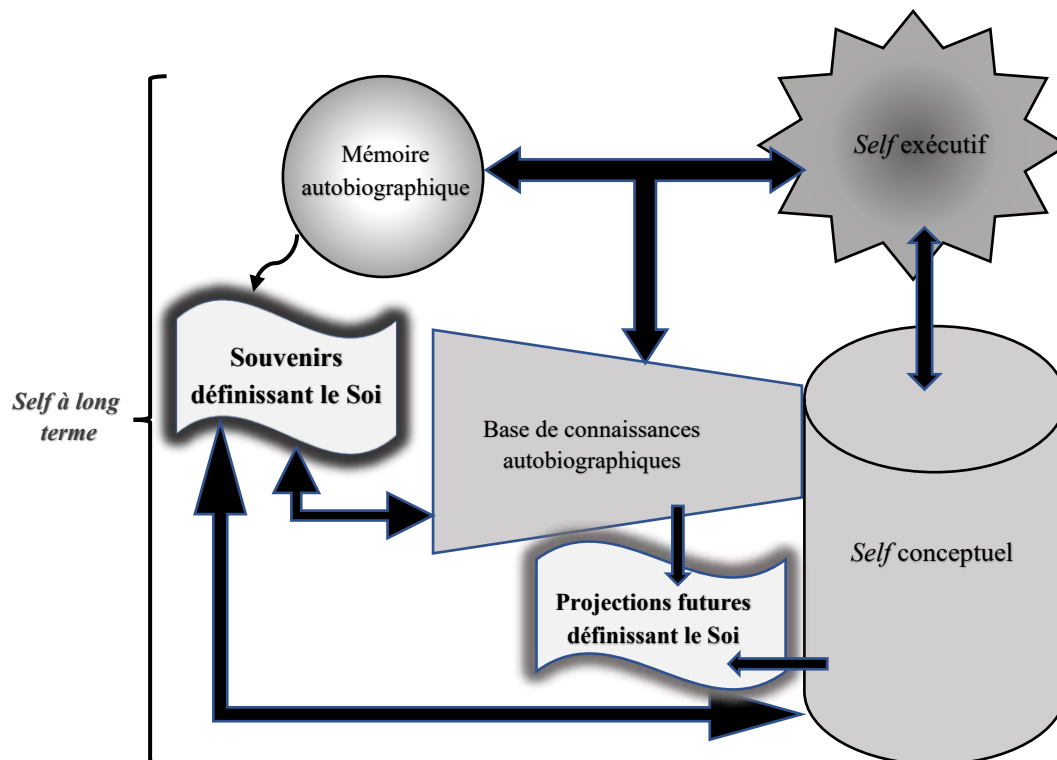 Self exécutif
Mémoire
autobiographique
Souvenirs
définissant le Soi
Self à long
terme
Base de connaissances
autobiographiques
Self conceptuel
Projections futures
définissant le Soi